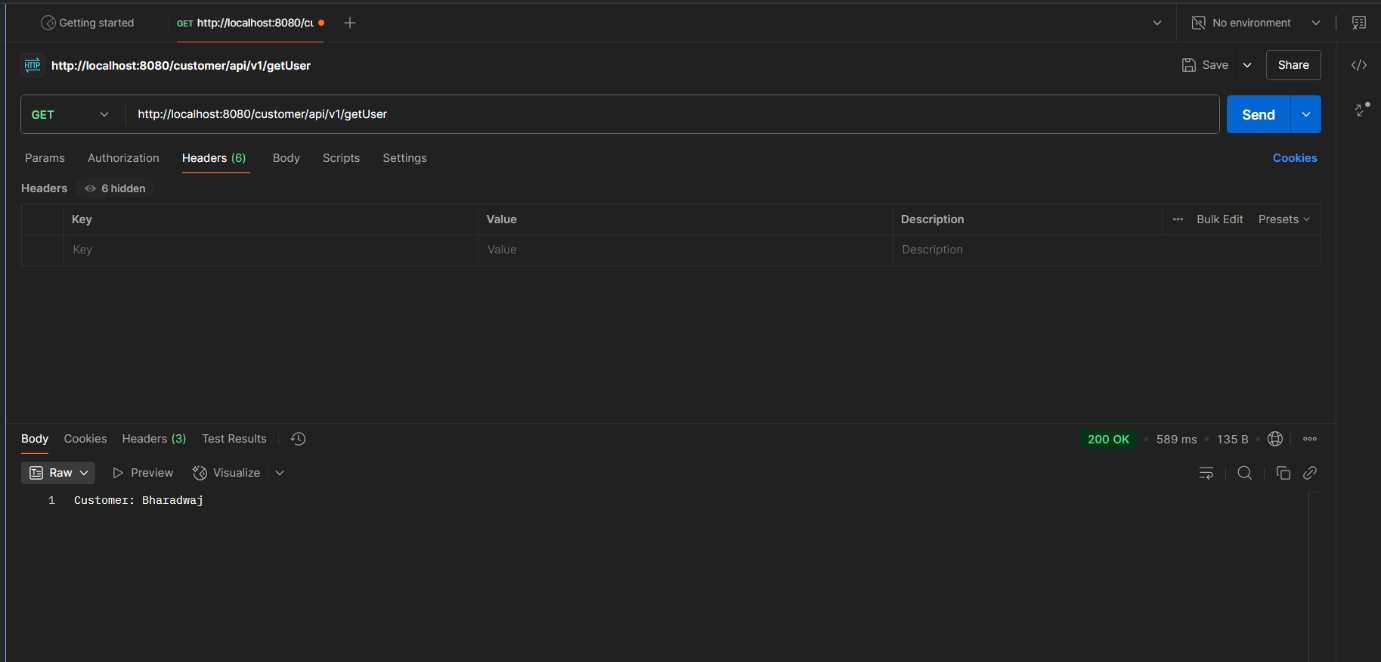 Getting started
GET http://localhost:8080/cu
No environment
HTTP http://localhost:8080/customer/api/v1/getUser
Save
Share
GET
http://localhost:8080/customer/api/v1/getUser
Send
Params Authorization Headers (6) Body Scripts Settings
Cookies
Headers 6 hidden
Key Value Description
Bulk Edit Presets
Key Value Description
Body Cookies Headers (3) Test Results
200 OK • 589 ms • 135 B
Raw Preview Visualize
1 Customer: Bharadwaj